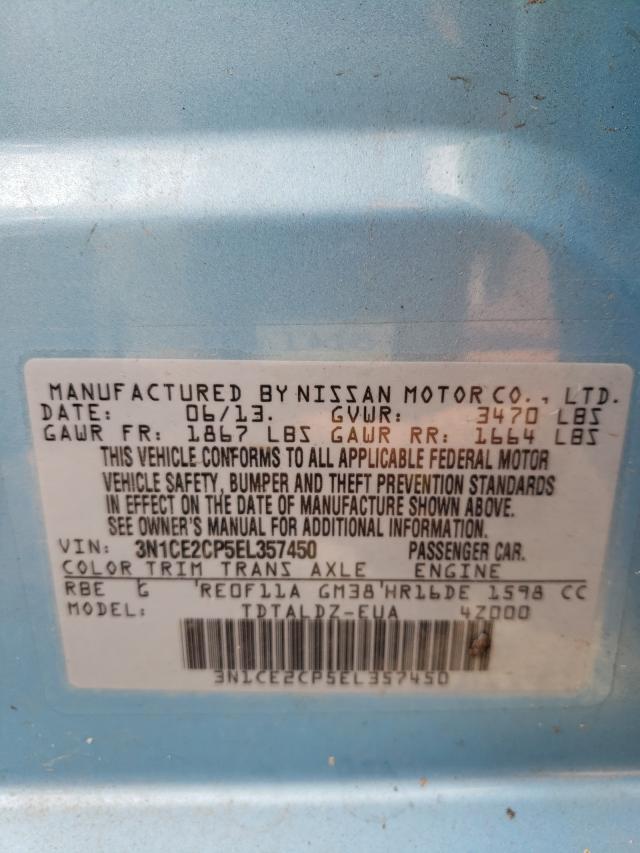 MANUFACTURED BY NISSAN MOTOR CO., LTD.
DATE: 06/13. GVWR: 3470 LBS
GAWR FR: 1867 LBS GAWR RR: 1664 LBS
THIS VEHICLE CONFORMS TO ALL APPLICABLE FEDERAL MOTOR
VEHICLE SAFETY, BUMPER AND THEFT PREVENTION STANDARDS
IN EFFECT ON THE DATE OF MANUFACTURE SHOWN ABOVE.
SEE OWNER'S MANUAL FOR ADDITIONAL INFORMATION.
VIN: 3N1CE2CP5EL357450 PASSENGER CAR.
COLOR TRIM TRANS AXLE ENGINE
RBE G 'RE0F11A GM38'HR16DE 1598 CC
MODEL: TDTALDZ-EUA 4Z000
3N1CE2CP5EL357450